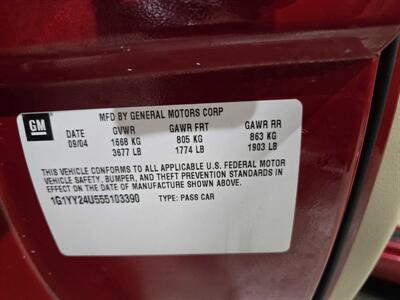 GM
MFD BY GENERAL MOTORS CORP
DATE GVWR GAWR FRT GAWR RR
09/04 1668 KG 805 KG 863 KG
3677 LB 1774 LB 1903 LB
THIS VEHICLE CONFORMS TO ALL APPLICABLE U.S. FEDERAL MOTOR
VEHICLE SAFETY, BUMPER, AND THEFT PREVENTION STANDARDS IN
EFFECT ON THE DATE OF MANUFACTURE SHOWN ABOVE.
1G1YY24U555103390 TYPE: PASS CAR